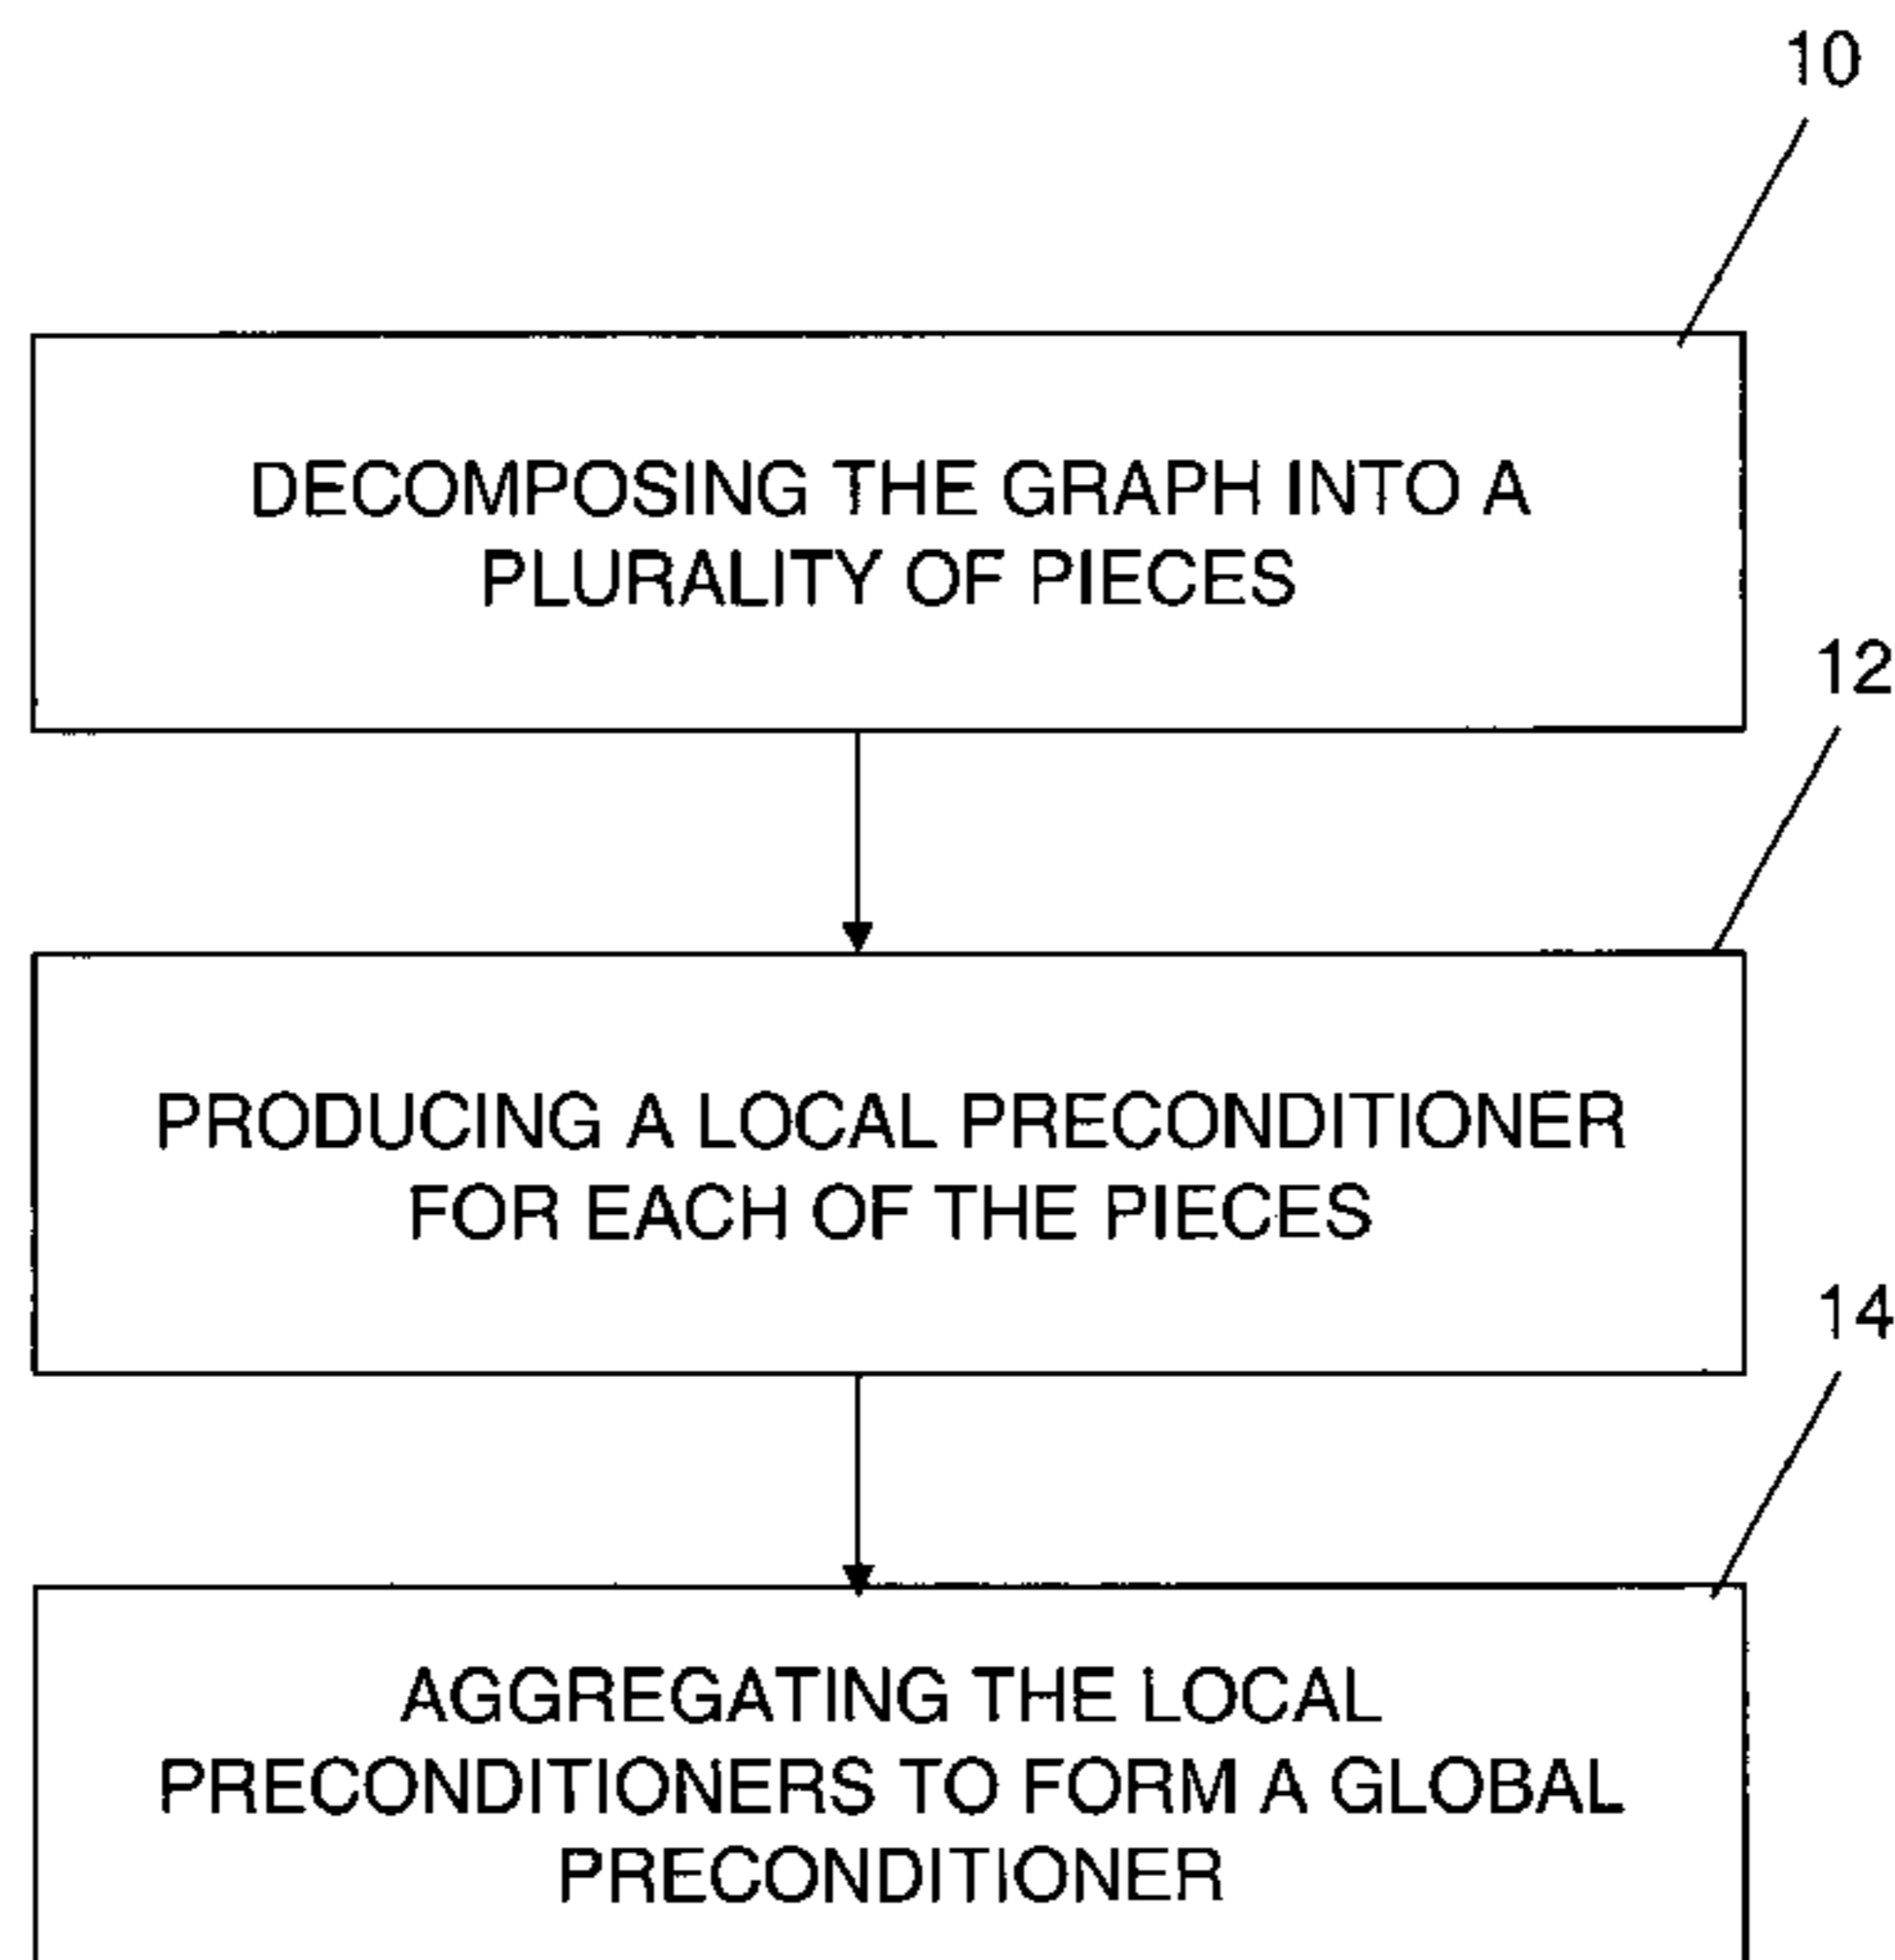 10
DECOMPOSING THE GRAPH INTO A
PLURALITY OF PIECES
12
PRODUCING A LOCAL PRECONDITIONER
FOR EACH OF THE PIECES
14
AGGREGATING THE LOCAL
PRECONDITIONERS TO FORM A GLOBAL
PRECONDITIONER